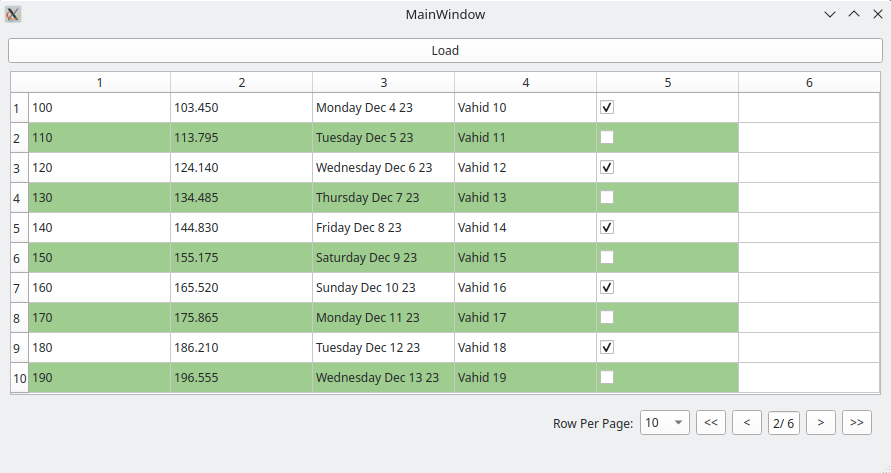 MainWindow
Load
1 2 3 4 5 6
1 100 103.450 Monday Dec 4 23 Vahid 10
2 110 113.795 Tuesday Dec 5 23 Vahid 11
3 120 124.140 Wednesday Dec 6 23 Vahid 12
4 130 134.485 Thursday Dec 7 23 Vahid 13
5 140 144.830 Friday Dec 8 23 Vahid 14
6 150 155.175 Saturday Dec 9 23 Vahid 15
7 160 165.520 Sunday Dec 10 23 Vahid 16
8 170 175.865 Monday Dec 11 23 Vahid 17
9 180 186.210 Tuesday Dec 12 23 Vahid 18
10 190 196.555 Wednesday Dec 13 23 Vahid 19
Row Per Page: 10 << < 2/ 6 > >>